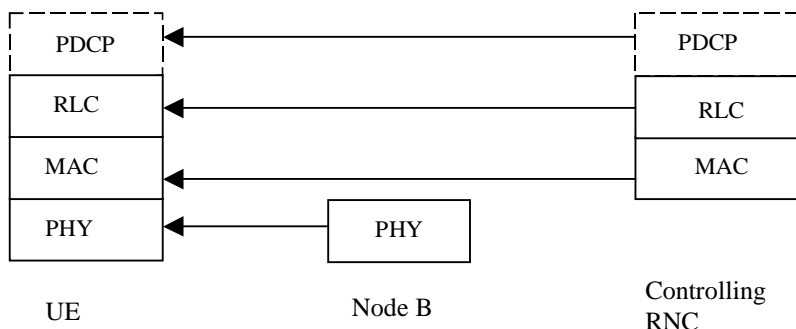 PDCP
PDCP
RLC
RLC
MAC
MAC
PHY
PHY
UE
Node B
Controlling
RNC